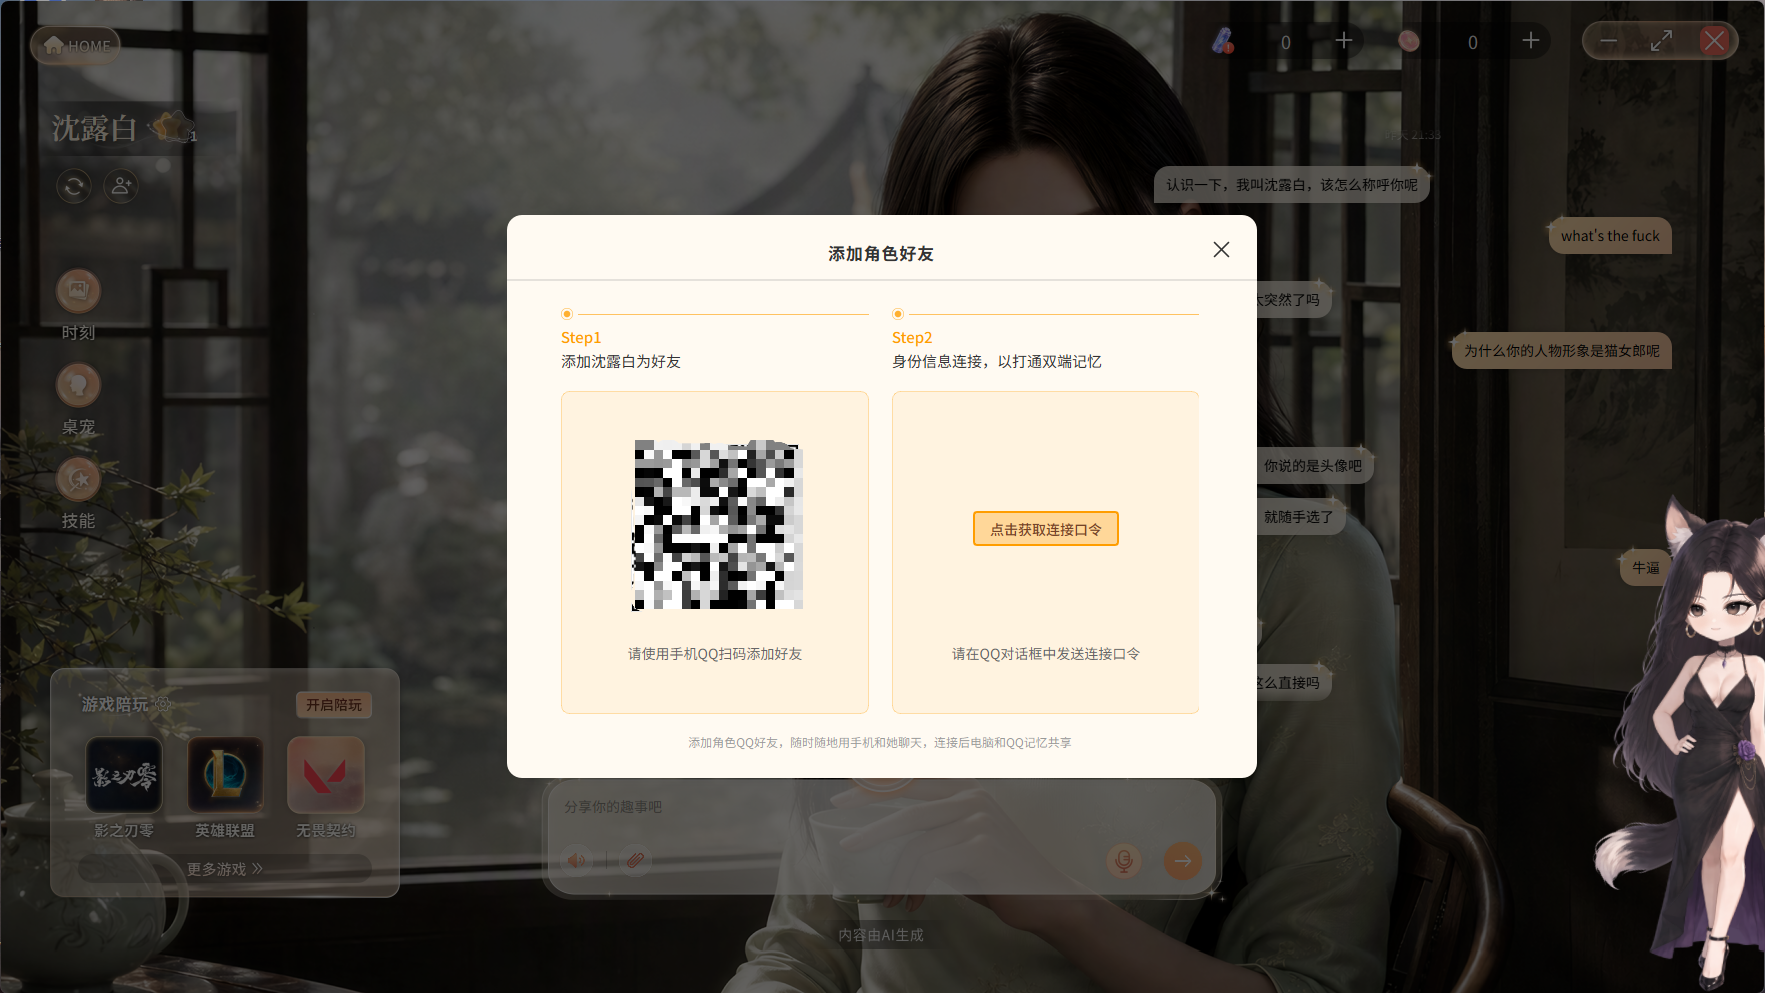 HOME
0
0
沈露白
1
昨天 21:33
认识一下，我叫沈露白，该怎么称呼你呢
what's the fuck
太突然了吗
为什么你的人物形象是猫女郎呢
你说的是头像吧
就随手选了
牛逼
这么直接吗
时刻
桌宠
技能
添加角色好友
Step1
添加沈露白为好友
请使用手机QQ扫码添加好友
Step2
身份信息连接，以打通双端记忆
点击获取连接口令
请在QQ对话框中发送连接口令
添加角色QQ好友，随时随地用手机和她聊天，连接后电脑和QQ记忆共享
游戏陪玩
开启陪玩
影之刃零
影之刃零
英雄联盟
无畏契约
更多游戏
分享你的趣事吧
内容由AI生成